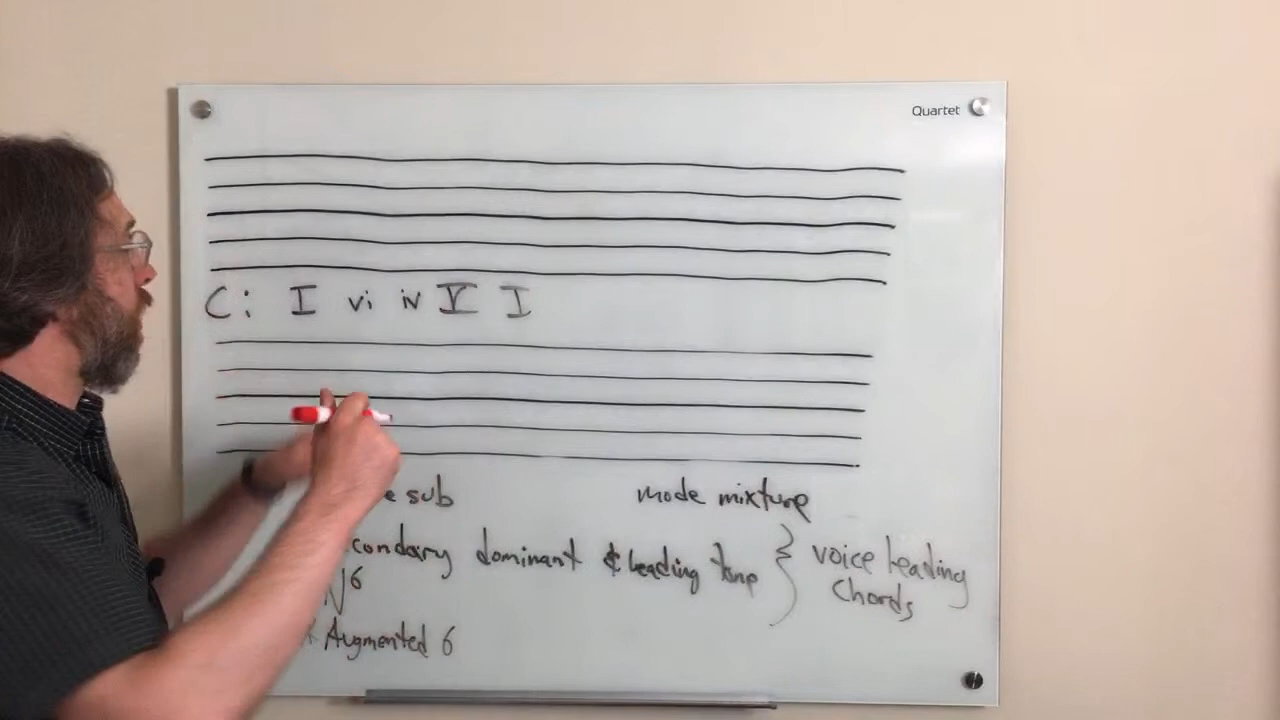 Quartet
C: I vi iv V I
sub mode mixture
condary dominant & leading tone } voice leading chords
N6
Augmented 6